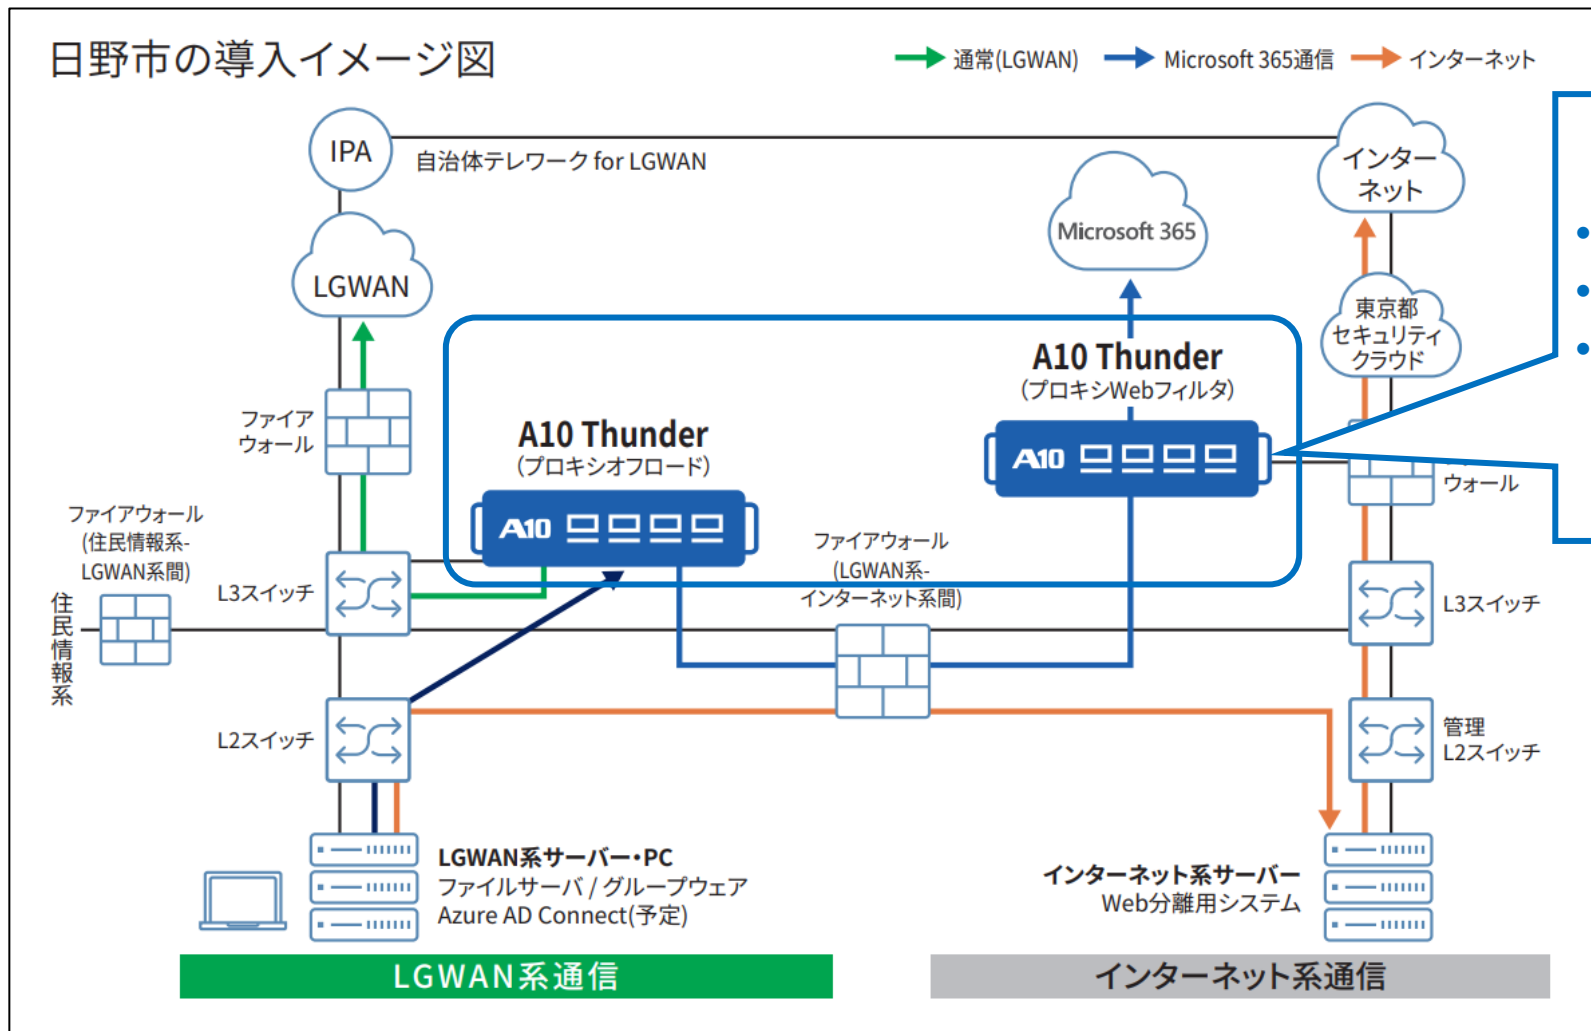 日野市の導入イメージ図
通常(LGWAN)
Microsoft 365通信
インターネット
IPA
自治体テレワーク for LGWAN
インター
ネット
Microsoft 365
LGWAN
東京都
セキュリティ
クラウド
A10 Thunder
(プロキシWebフィルタ)
ファイア
ウォール
A10 Thunder
(プロキシオフロード)
A10
ウォール
A10
ファイアウォール
(住民情報系-
LGWAN系間)
ファイアウォール
(LGWAN系-
インターネット系間)
L3スイッチ
L3スイッチ
住民情報系
L2スイッチ
管理
L2スイッチ
LGWAN系サーバー・PC
ファイルサーバ / グループウェア
Azure AD Connect(予定)
インターネット系サーバー
Web分離用システム
LGWAN系通信
インターネット系通信